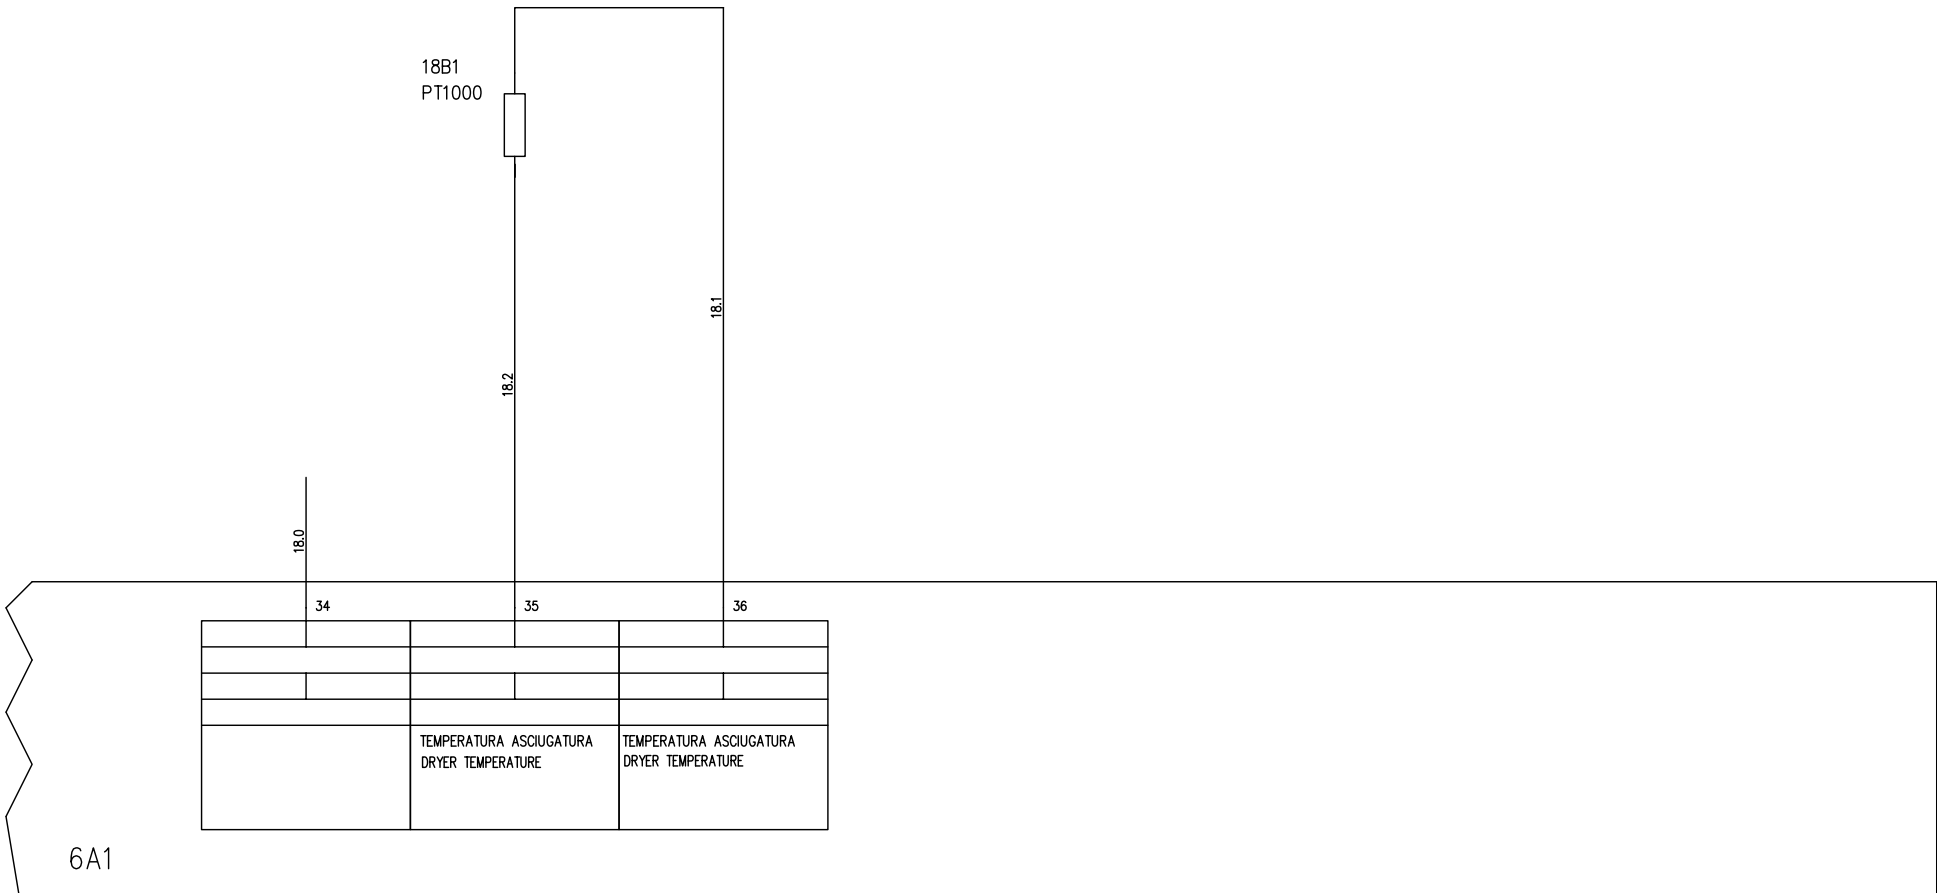 18B1
PT1000
18.1
18.2
18.0
34
35
36
TEMPERATURA ASCIUGATURA
DRYER TEMPERATURE
TEMPERATURA ASCIUGATURA
DRYER TEMPERATURE
6A1